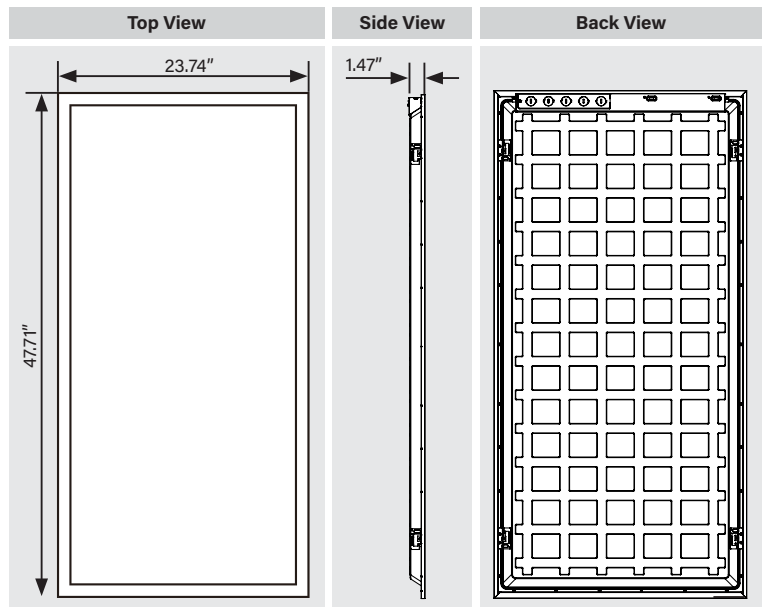 Top View
Side View
Back View
23.74”
1.47”
47.71”